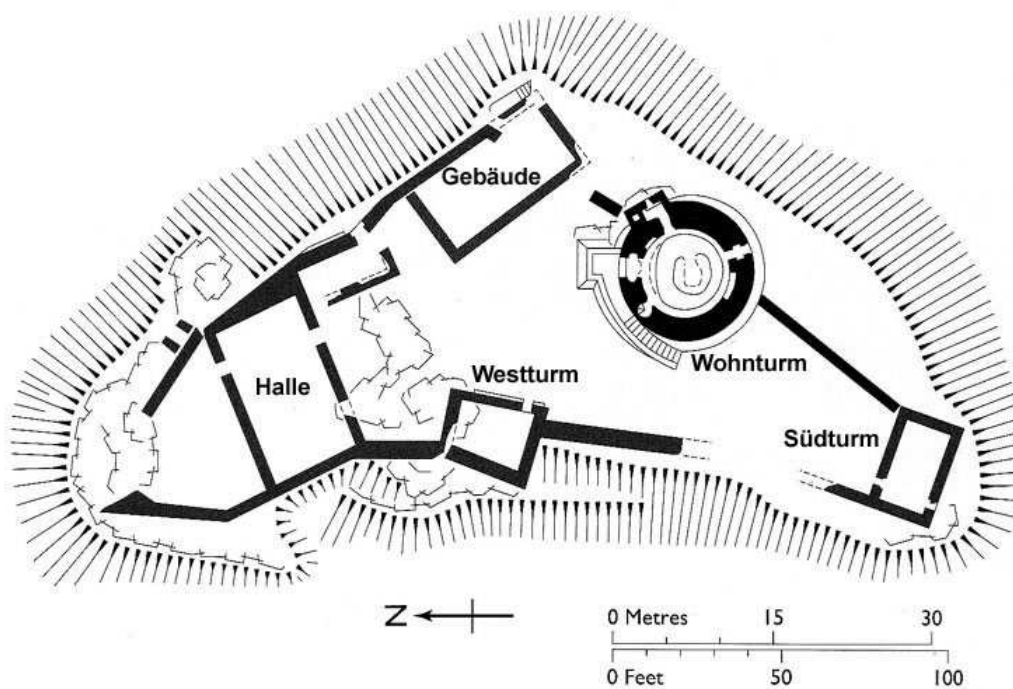 Gebäude
Wohnturm
Westturm
Halle
Südturm
N
0 Metres 15 30
0 Feet 50 100